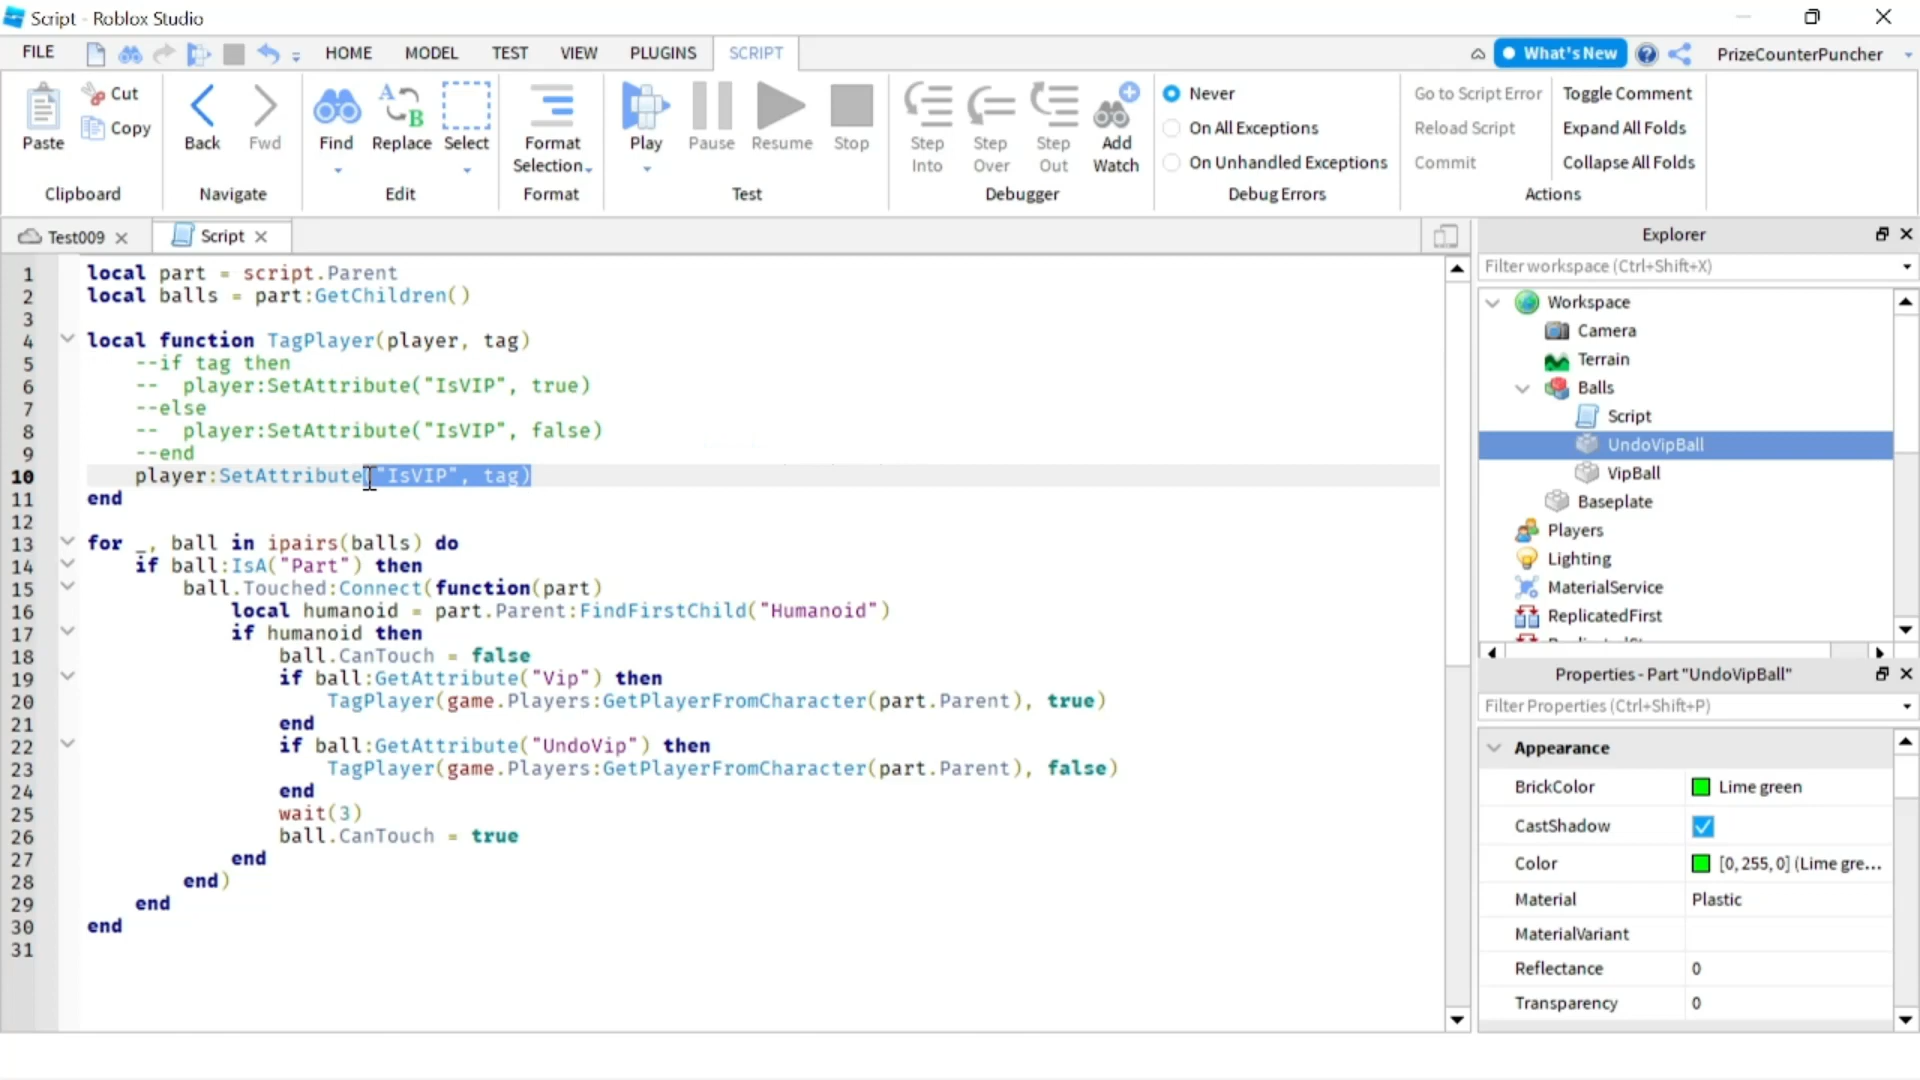 Script - Roblox Studio
FILE HOME MODEL TEST VIEW PLUGINS SCRIPT What's New PrizeCounterPuncher
Paste Cut Copy
Clipboard
Back Fwd
Navigate
Find Replace Select
Edit
Format Selection
Format
Play Pause Resume Stop
Test
Step Into Step Over Step Out Add Watch
Debugger
Never
On All Exceptions
On Unhandled Exceptions
Debug Errors
Go to Script Error Toggle Comment
Reload Script Expand All Folds
Commit Collapse All Folds
Actions
Test009 Script
1 local part = script.Parent
2 local balls = part:GetChildren()
3
4 local function TagPlayer(player, tag)
5 --if tag then
6 -- player:SetAttribute("IsVIP", true)
7 --else
8 -- player:SetAttribute("IsVIP", false)
9 --end
10 player:SetAttribute("IsVIP", tag)
11 end
12
13 for _, ball in ipairs(balls) do
14 if ball:IsA("Part") then
15 ball.Touched:Connect(function(part)
16 local humanoid = part.Parent:FindFirstChild("Humanoid")
17 if humanoid then
18 ball.CanTouch = false
19 if ball:GetAttribute("Vip") then
20 TagPlayer(game.Players:GetPlayerFromCharacter(part.Parent), true)
21 end
22 if ball:GetAttribute("UndoVip") then
23 TagPlayer(game.Players:GetPlayerFromCharacter(part.Parent), false)
24 end
25 wait(3)
26 ball.CanTouch = true
27 end
28 end)
29 end
30 end
31
Explorer
Filter workspace (Ctrl+Shift+X)
Workspace
Camera
Terrain
Balls
Script
UndoVipBall
VipBall
Baseplate
Players
Lighting
MaterialService
ReplicatedFirst
Properties - Part "UndoVipBall"
Filter Properties (Ctrl+Shift+P)
Appearance
BrickColor Lime green
CastShadow
Color [0, 255, 0] (Lime gre...
Material Plastic
MaterialVariant
Reflectance 0
Transparency 0